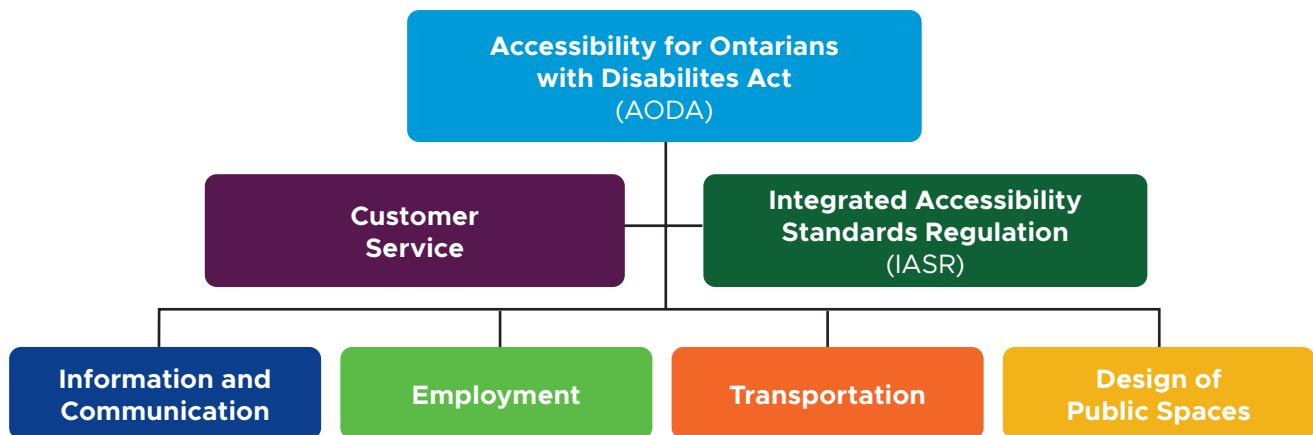 Accessibility for Ontarians
with Disabilites Act
(AODA)
Customer
Service
Integrated Accessibility
Standards Regulation
(IASR)
Information and
Communication
Employment
Transportation
Design of
Public Spaces